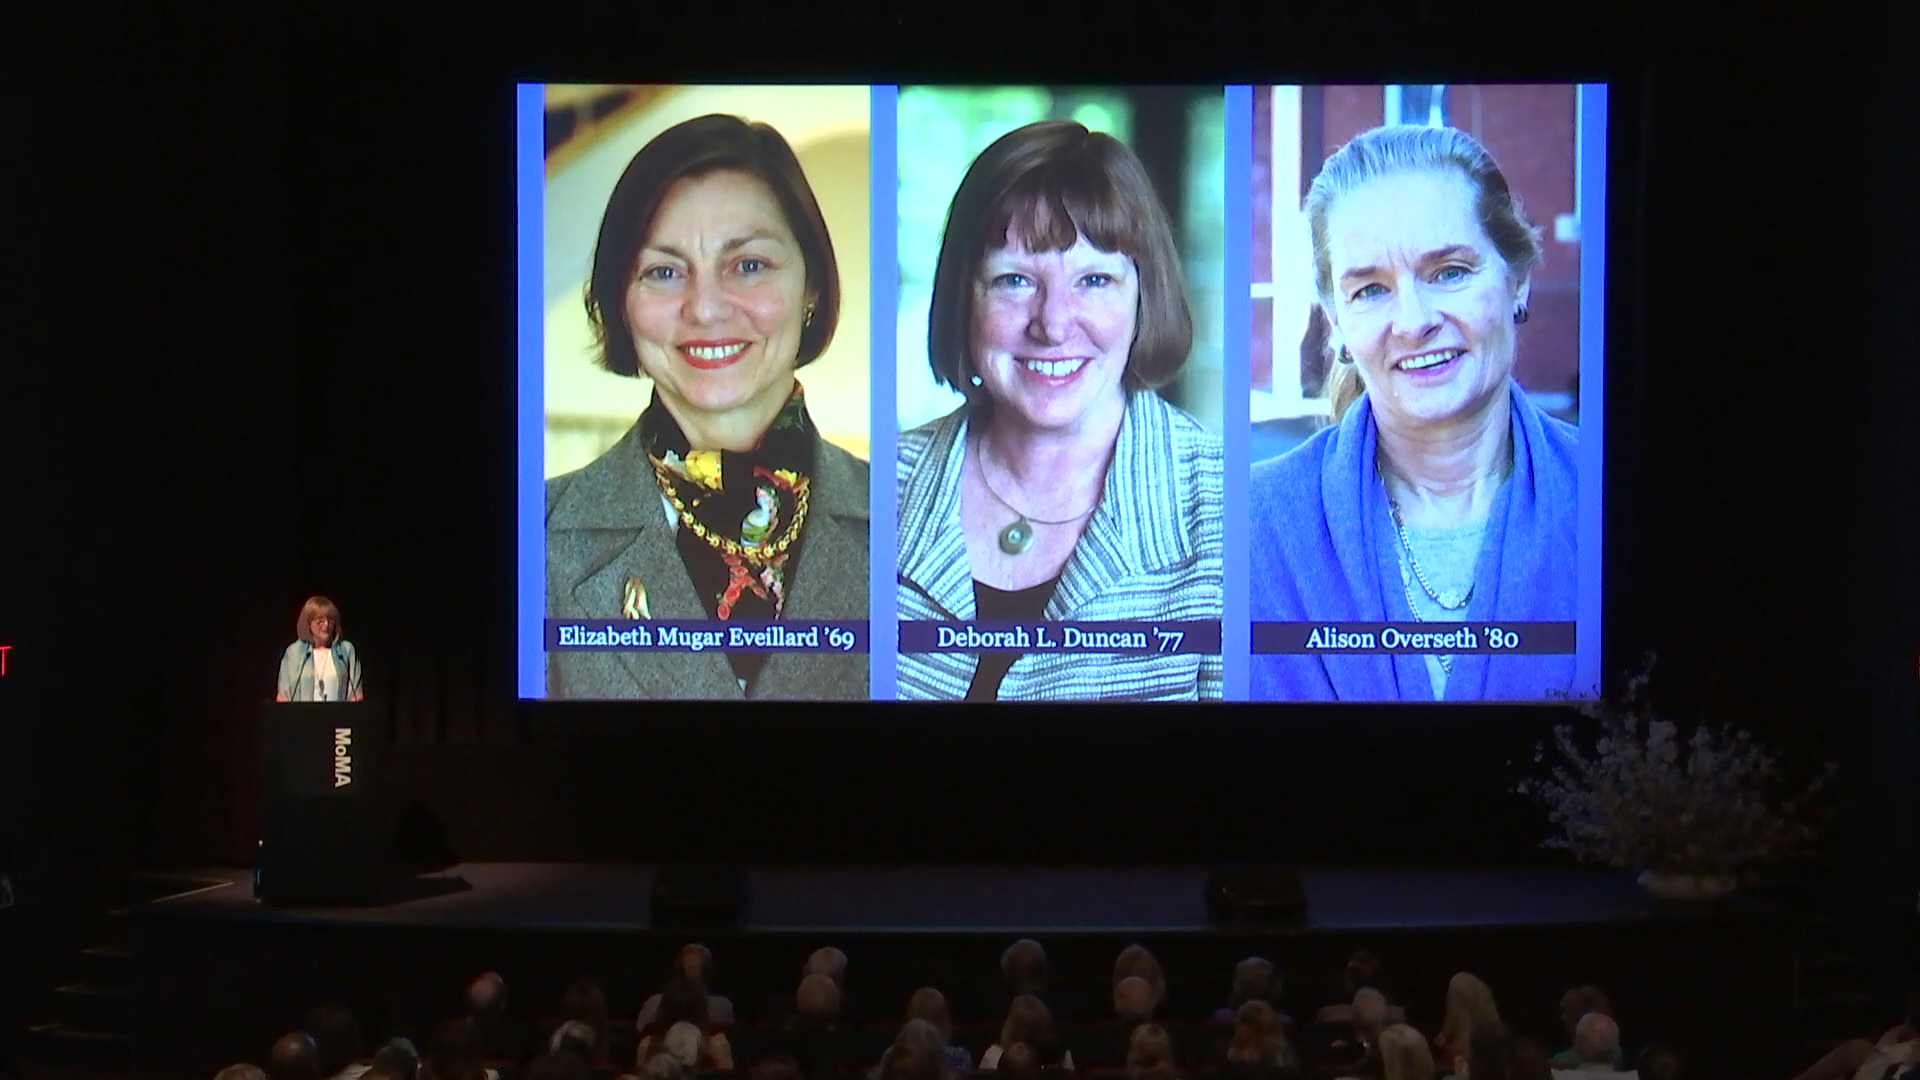 Elizabeth Mugar Eveillard '69
Deborah L. Duncan '77
Alison Overseth '80
MoMA
T